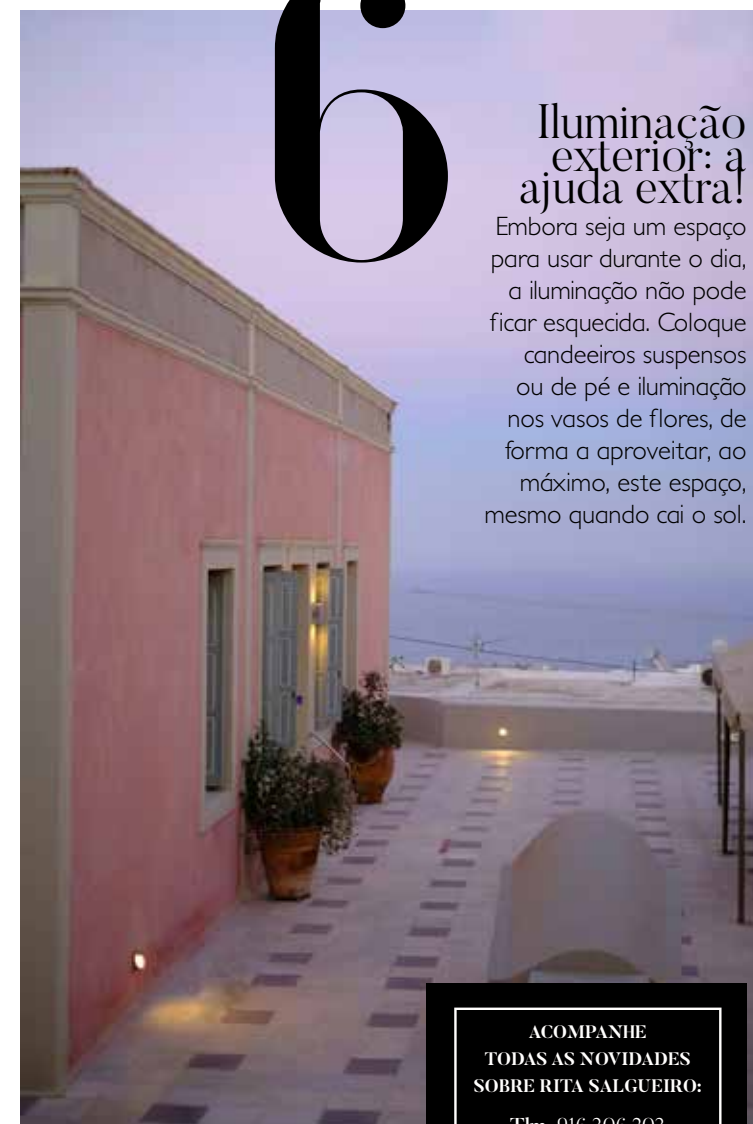 6
Iluminação
exterior: a
ajuda extra!
Embora seja um espaço
para usar durante o dia,
a iluminação não pode
ficar esquecida. Coloque
candeeiros suspensos
ou de pé e iluminação
nos vasos de flores, de
forma a aproveitar, ao
máximo, este espaço,
mesmo quando cai o sol.
ACOMPANHE
TODAS AS NOVIDADES
SOBRE RITA SALGUEIRO: